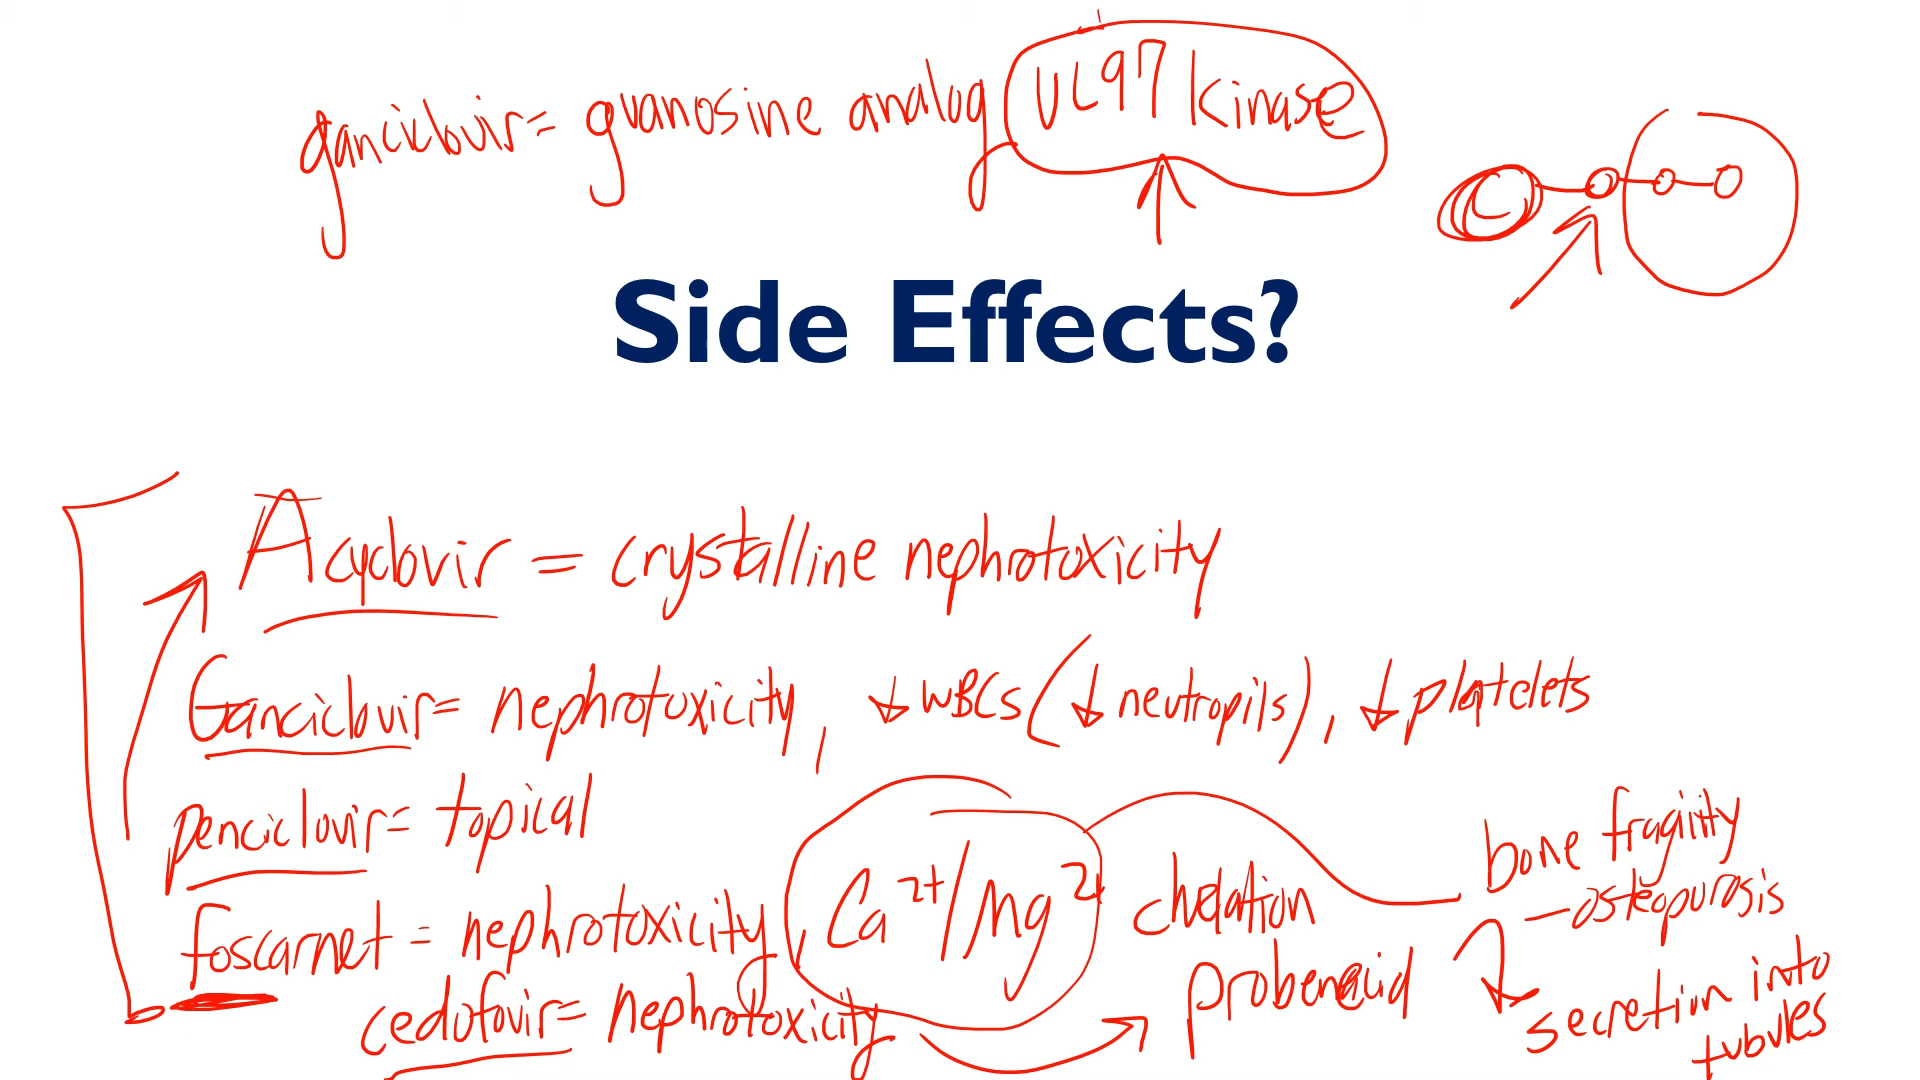 ganciclovir = guanosine analog UL97 kinase
Side Effects?
Acyclovir = crystalline nephrotoxicity
Ganciclovir = nephrotoxicity, ↓ WBCs (↓ neutropils), ↓ platelets
penciclovir = topical
foscarnet = nephrotoxicity, Ca2+/Mg2+ chelation
bone fragility
- osteoporosis
cedofovir = nephrotoxicity → probenecid ↓ secretion into tubules